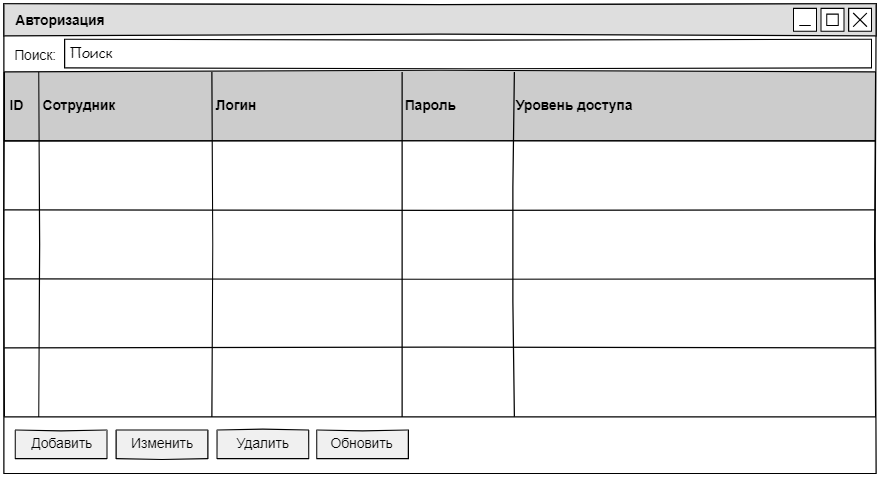 Авторизация
Поиск: Поиск
ID Сотрудник Логин Пароль Уровень доступа
Добавить Изменить Удалить Обновить